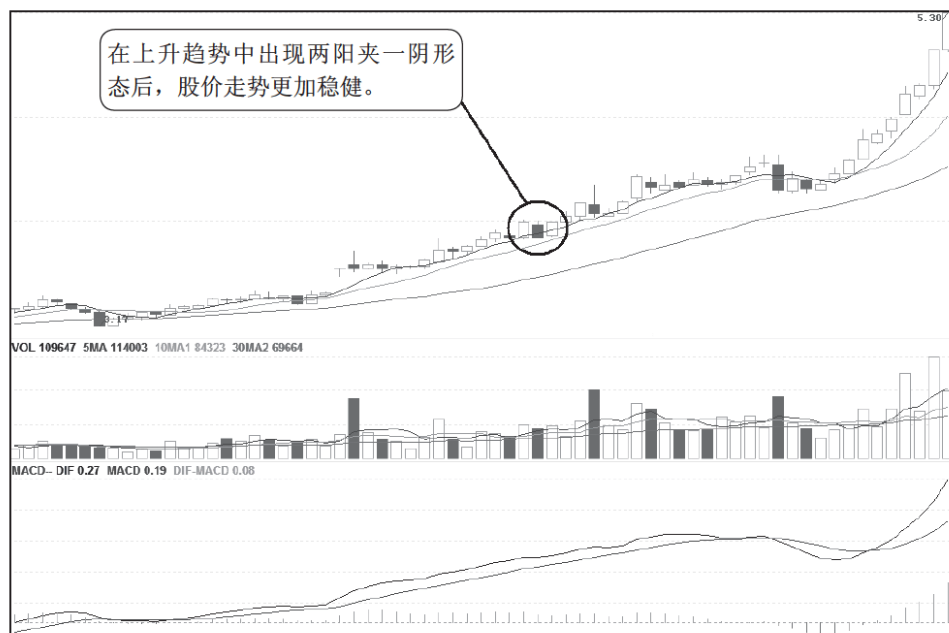 5.30
在上升趋势中出现两阳夹一阴形
态后，股价走势更加稳健。
VOL 109647 5MA 114003 10MA1 84323 30MA2 69664
MACD-- DIF 0.27 MACD 0.19 DIF-MACD 0.08